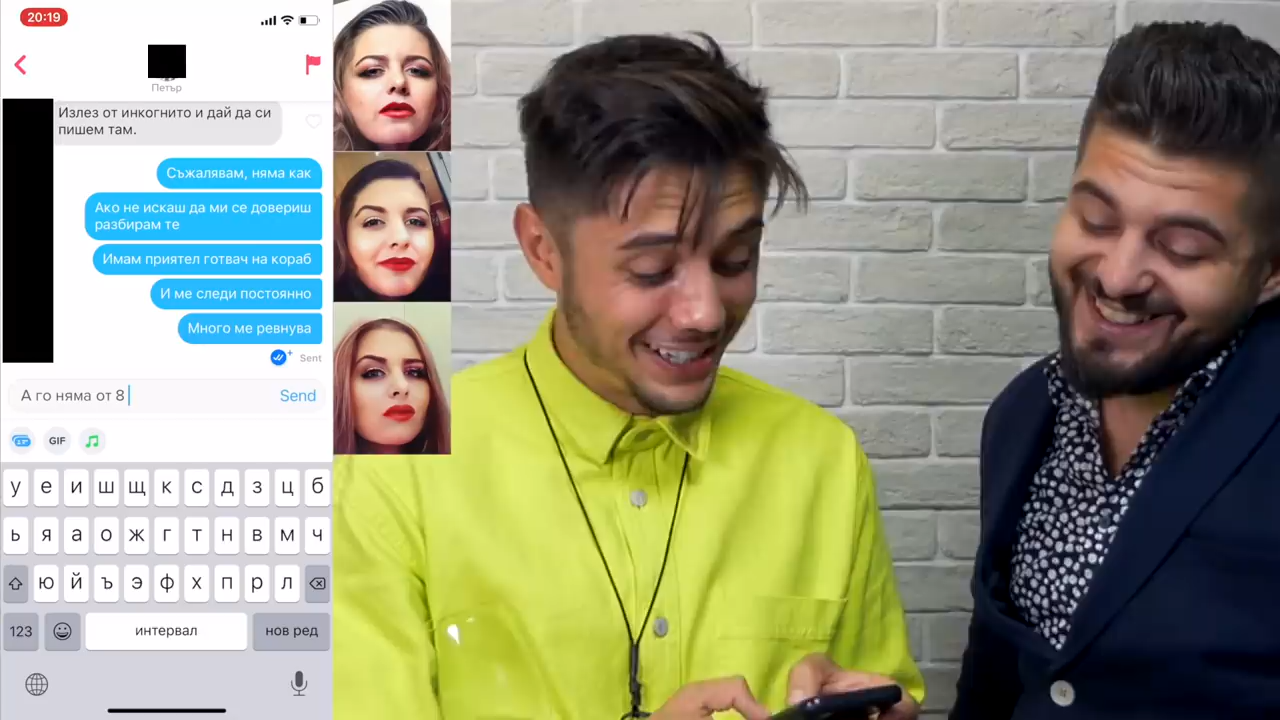 20:19
Петър
Излез от инкогнито и дай да си
пишем там.
Съжалявам, няма как
Ако не искаш да ми се довериш
разбирам те
Имам приятел готвач на кораб
И ме следи постоянно
Много ме ревнува
Sent
А го няма от 8
Send
GIF
у е и ш щ к с д з ц б
ь я а о ж г т н в м ч
ю й ъ э ф х п р л
123 интервал нов ред